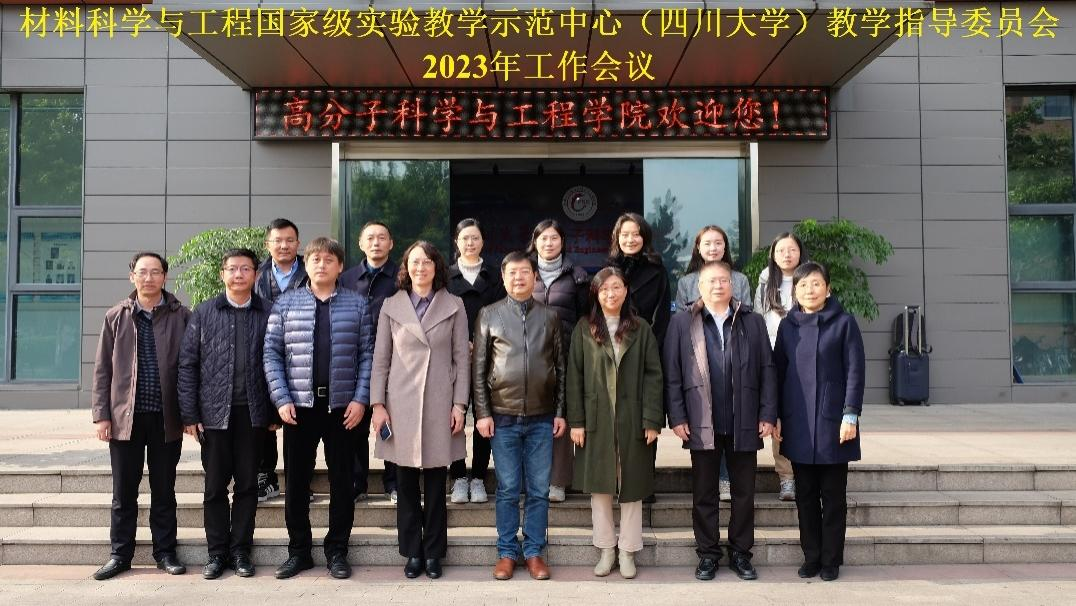 材料科学与工程国家级实验教学示范中心（四川大学）教学指导委员会
2023年工作会议
高分子科学与工程学院欢迎您！